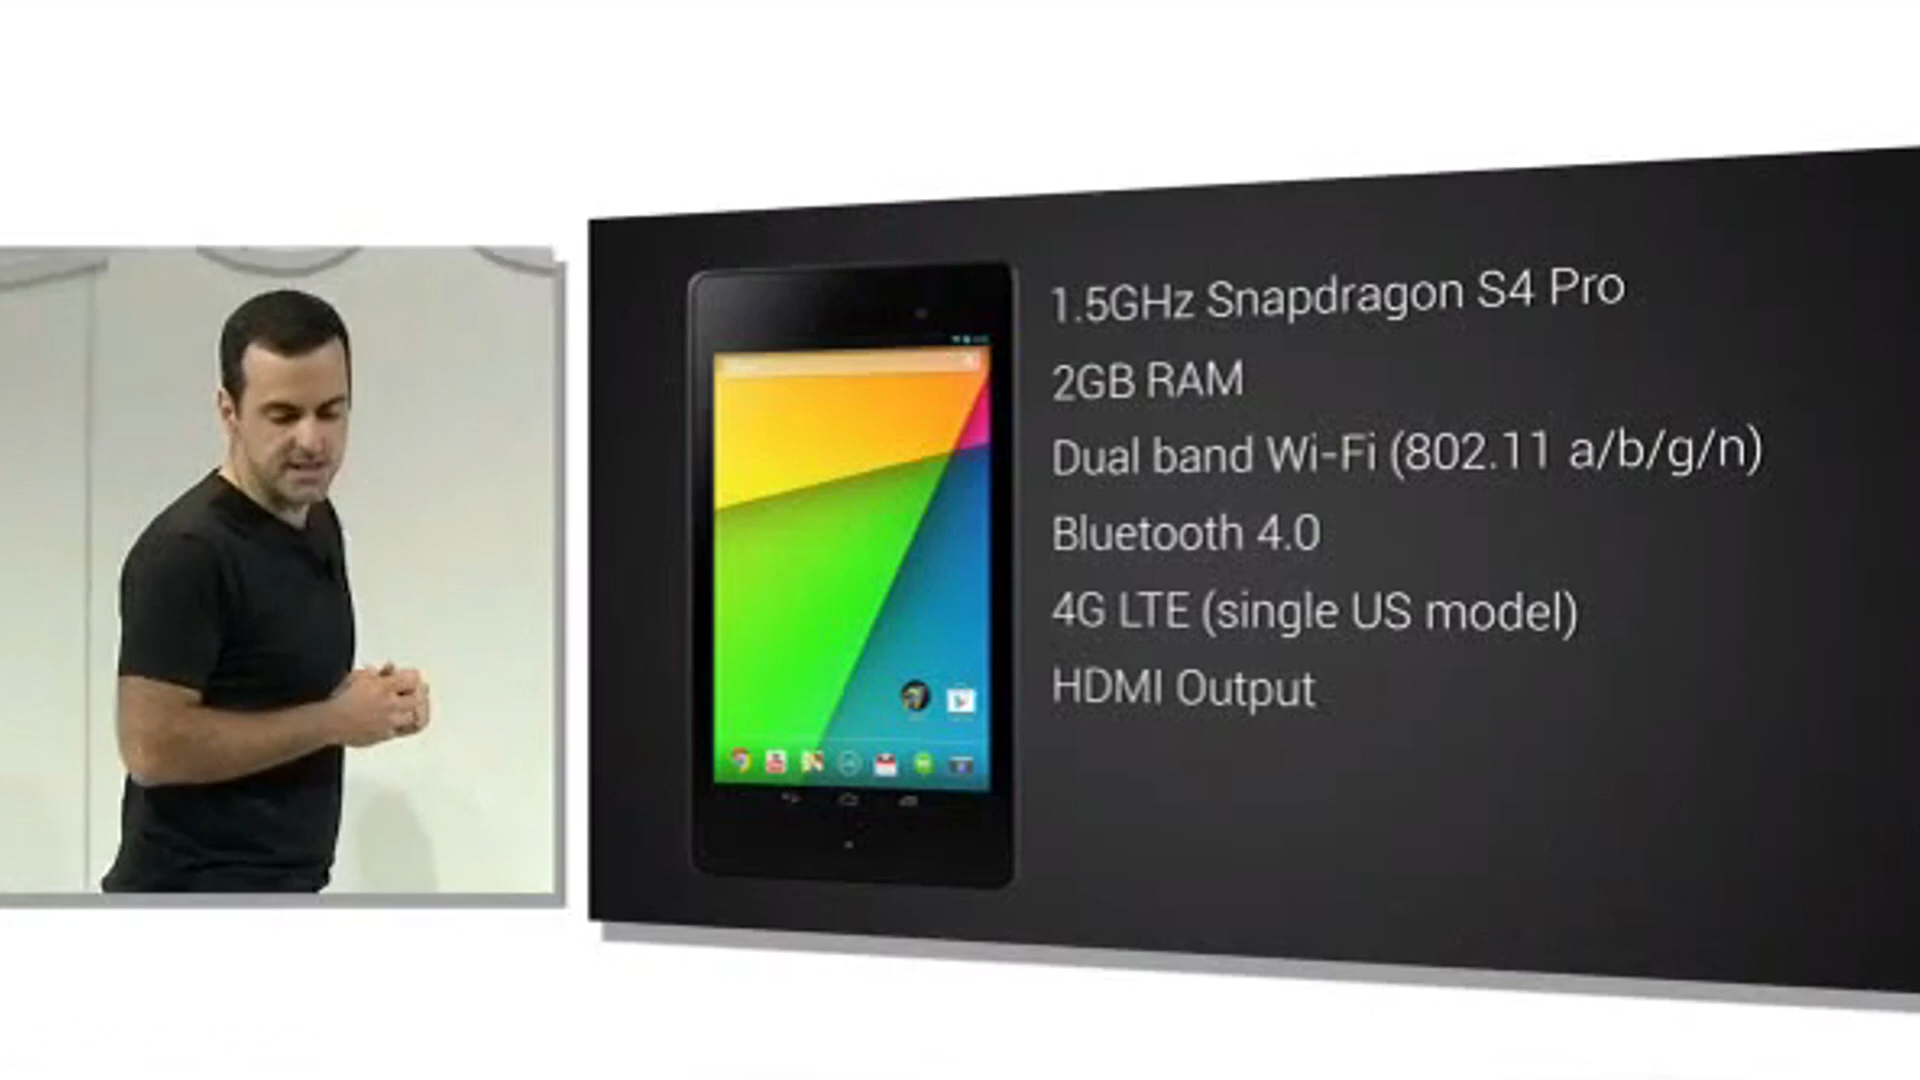 1.5GHz Snapdragon S4 Pro
2GB RAM
Dual band Wi-Fi (802.11 a/b/g/n)
Bluetooth 4.0
4G LTE (single US model)
HDMI Output